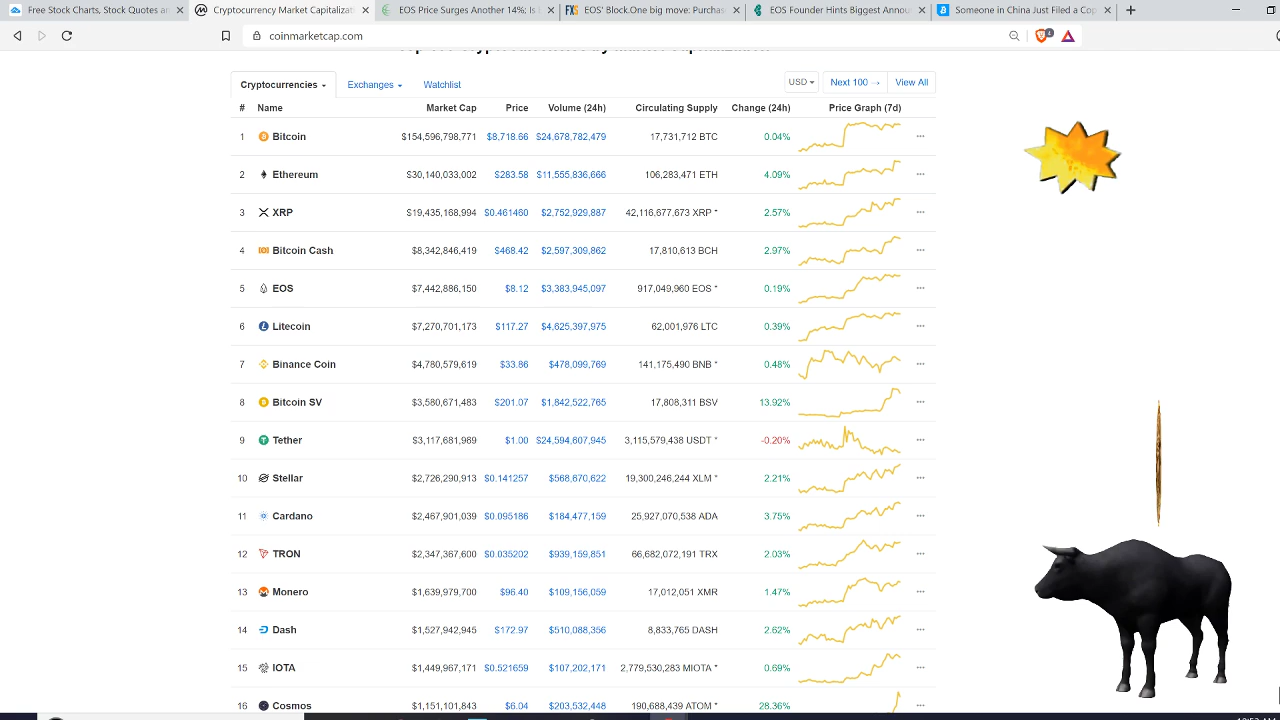 Free Stock Charts, Stock Quotes a
Cryptocurrency Market Capitalizat
EOS Price Surges Another 14%; Is
EOS' Block.One big move: Purchas
EOS Founder Hints Biggest Annou
Someone in China Just Filed a Cop
coinmarketcap.com
Cryptocurrencies Exchanges Watchlist USD Next 100 → View All
# Name Market Cap Price Volume (24h) Circulating Supply Change (24h) Price Graph (7d)
1 Bitcoin $154,596,728,771 $8,718.66 $24,678,782,479 17,731,712 BTC 0.04%
2 Ethereum $30,140,033,002 $283.58 $11,555,836,666 106,283,471 ETH 4.09%
3 XRP $19,435,168,994 $0.461460 $2,752,929,887 42,116,677,673 XRP * 2.57%
4 Bitcoin Cash $8,342,846,419 $468.42 $2,597,309,862 17,810,613 BCH 2.97%
5 EOS $7,442,886,150 $8.12 $3,383,945,097 917,049,960 EOS * 0.19%
6 Litecoin $7,270,701,173 $117.27 $4,625,397,975 62,001,976 LTC 0.39%
7 Binance Coin $4,780,579,619 $33.86 $478,099,769 141,175,490 BNB * 0.48%
8 Bitcoin SV $3,580,671,483 $201.07 $1,842,522,765 17,808,311 BSV 13.92%
9 Tether $3,117,681,969 $1.00 $24,594,607,945 3,115,579,438 USDT * -0.20%
10 Stellar $2,726,290,913 $0.141257 $568,670,622 19,300,246,244 XLM * 2.21%
11 Cardano $2,467,901,039 $0.095186 $184,477,159 25,927,070,538 ADA 3.75%
12 TRON $2,347,367,600 $0.035202 $939,159,851 66,682,072,191 TRX 2.03%
13 Monero $1,639,979,700 $96.40 $109,156,059 17,012,051 XMR 1.47%
14 Dash $1,527,942,945 $172.97 $510,088,356 8,833,765 DASH 2.62%
15 IOTA $1,449,967,171 $0.521659 $107,202,171 2,779,530,283 MIOTA * 0.69%
16 Cosmos $1,151,101,843 $6.04 $203,532,448 190,688,439 ATOM * 28.36%